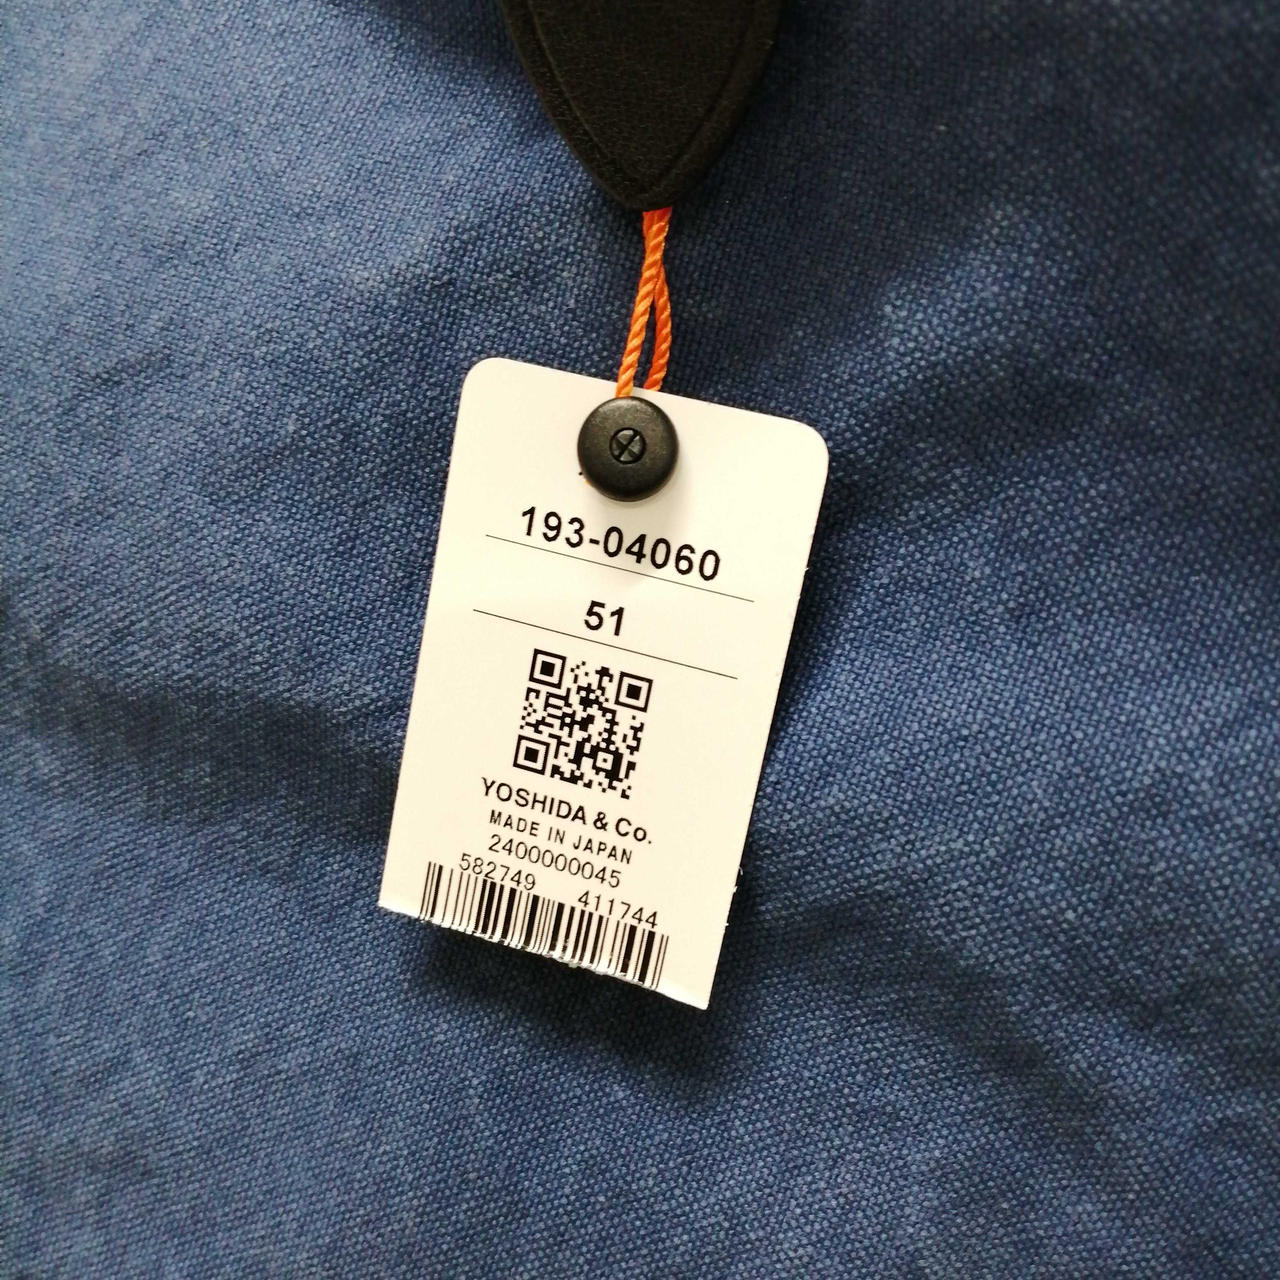 193-04060
51
YOSHIDA & Co.
MADE IN JAPAN
2400000045
582749 411744